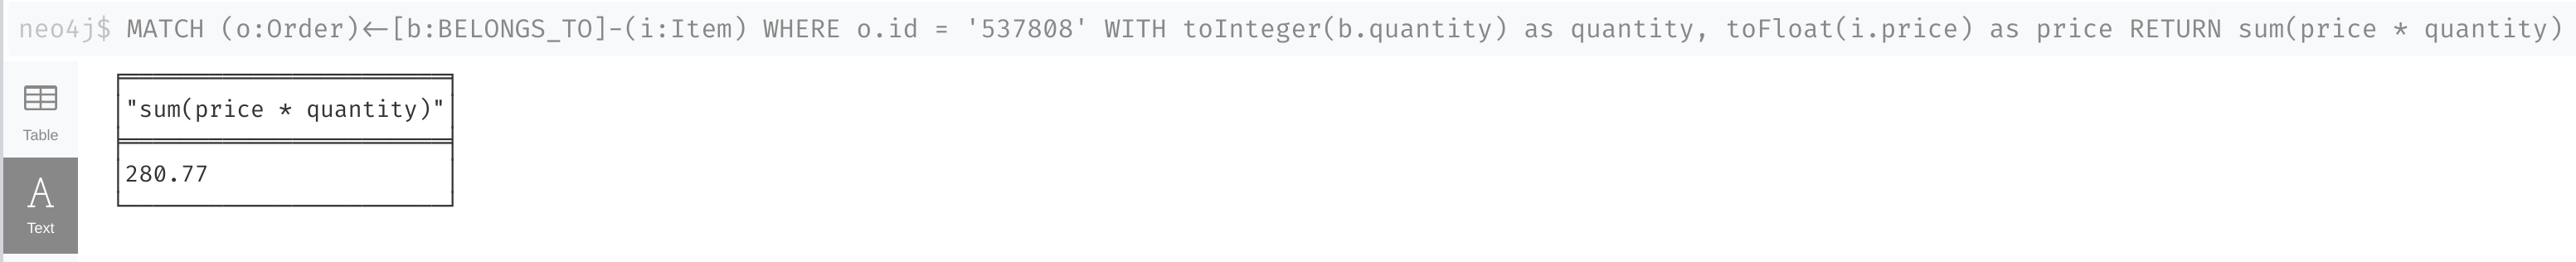 neo4j$ MATCH (o:Order)<-[b:BELONGS_TO]-(i:Item) WHERE o.id = '537808' WITH toInteger(b.quantity) as quantity, toFloat(i.price) as price RETURN sum(price * quantity)
"sum(price * quantity)"
Table
280.77
A
Text